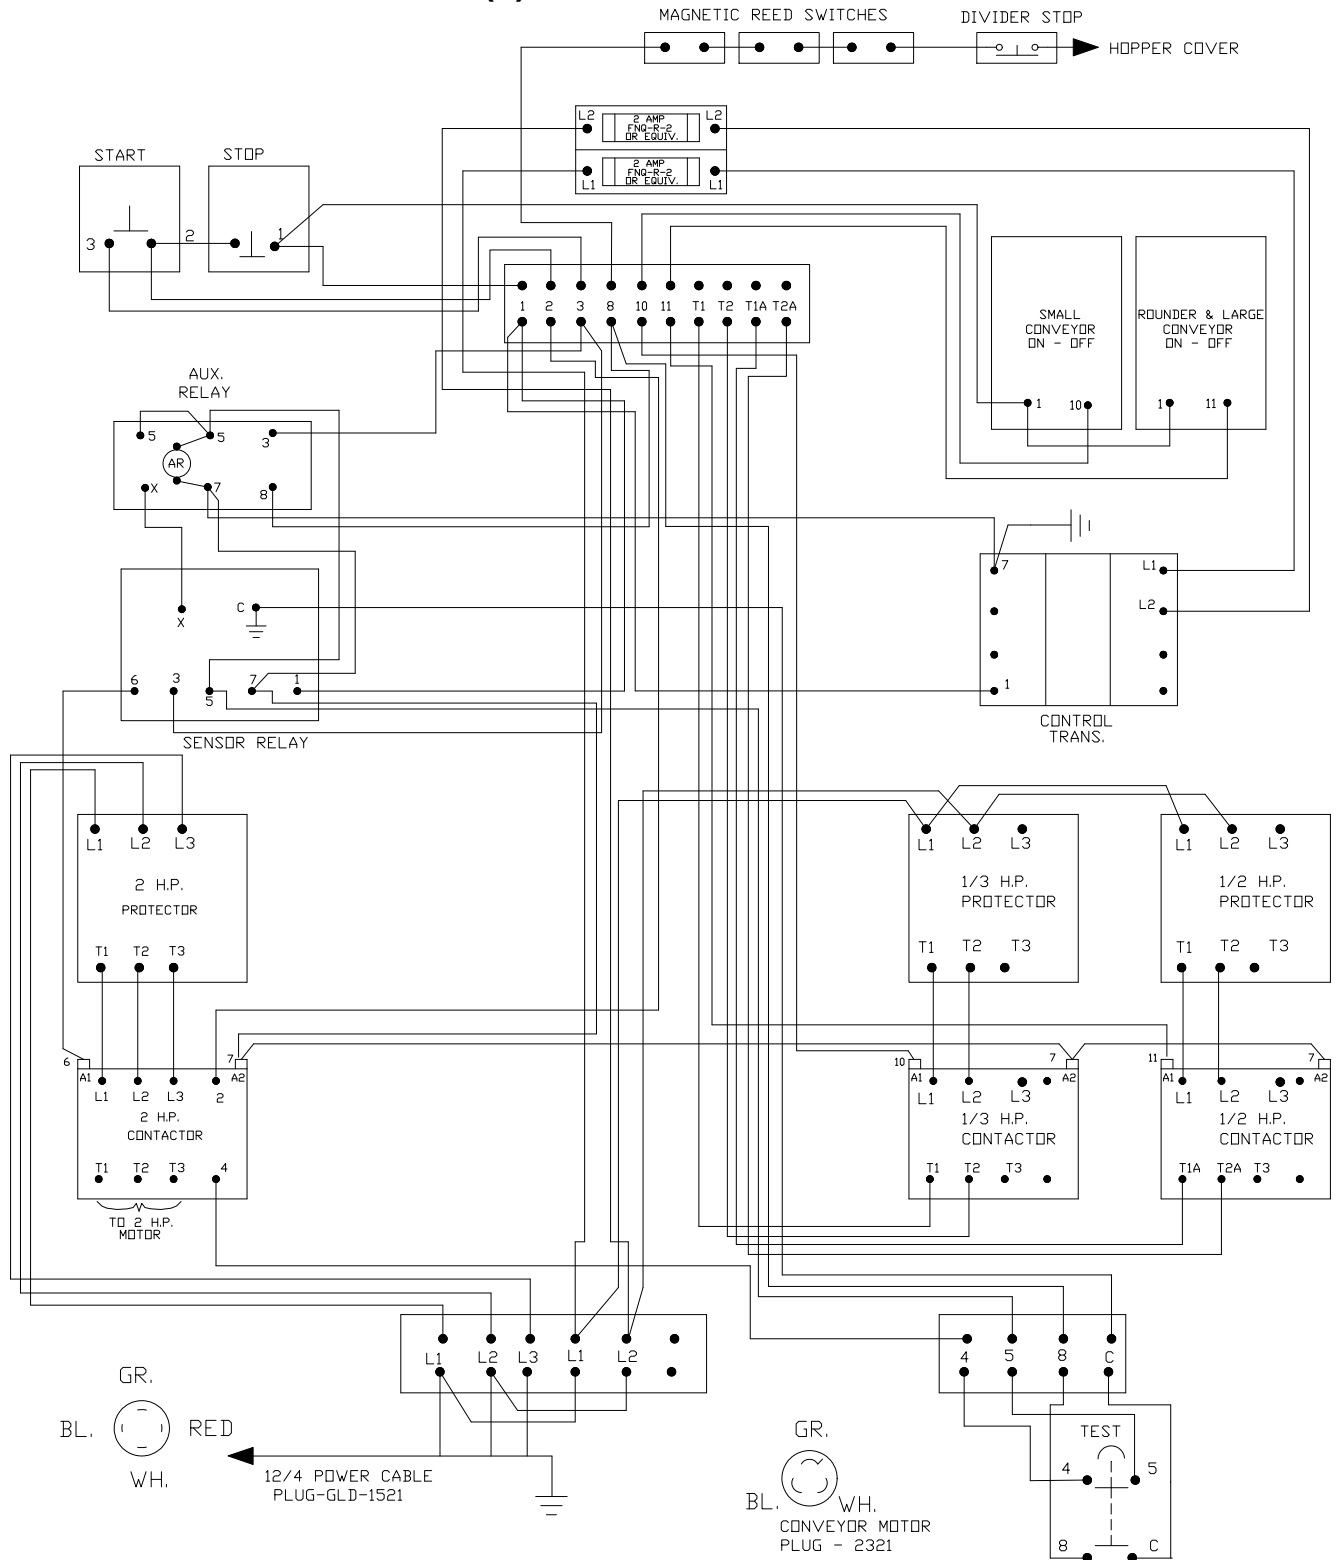 MAGNETIC REED SWITCHES
DIVIDER STOP
HOPPER COVER
L2
2 AMP
FNQ-R-2
OR EQUIV.
L2
L1
2 AMP
FNQ-R-2
OR EQUIV.
L1
START
STOP
3
2
1
1 2 3 8 10 11 T1 T2 T1A T2A
SMALL
CONVEYOR
ON - OFF
1 10
ROUNDER & LARGE
CONVEYOR
ON - OFF
1 11
AUX.
RELAY
5
5
3
AR
X
7
8
X
C
6 3 5 7 1
SENSOR RELAY
7
L1
L2
1
CONTROL
TRANS.
L1 L2 L3
2 H.P.
PROTECTOR
T1 T2 T3
L1 L2 L3
1/3 H.P.
PROTECTOR
T1 T2 T3
L1 L2 L3
1/2 H.P.
PROTECTOR
T1 T2 T3
6
7
A1
A2
L1 L2 L3 2
2 H.P.
CONTACTOR
T1 T2 T3 4
TO 2 H.P.
MOTOR
10
7
A1
A2
L1 L2 L3
1/3 H.P.
CONTACTOR
T1 T2 T3
11
7
A1
A2
L1 L2 L3
1/2 H.P.
CONTACTOR
T1A T2A T3
L1 L2 L3 L1 L2
4 5 8 C
GR.
BL.
RED
WH.
12/4 POWER CABLE
PLUG-GLD-1521
GR.
BL.
WH.
CONVEYOR MOTOR
PLUG - 2321
TEST
4 5
8 C